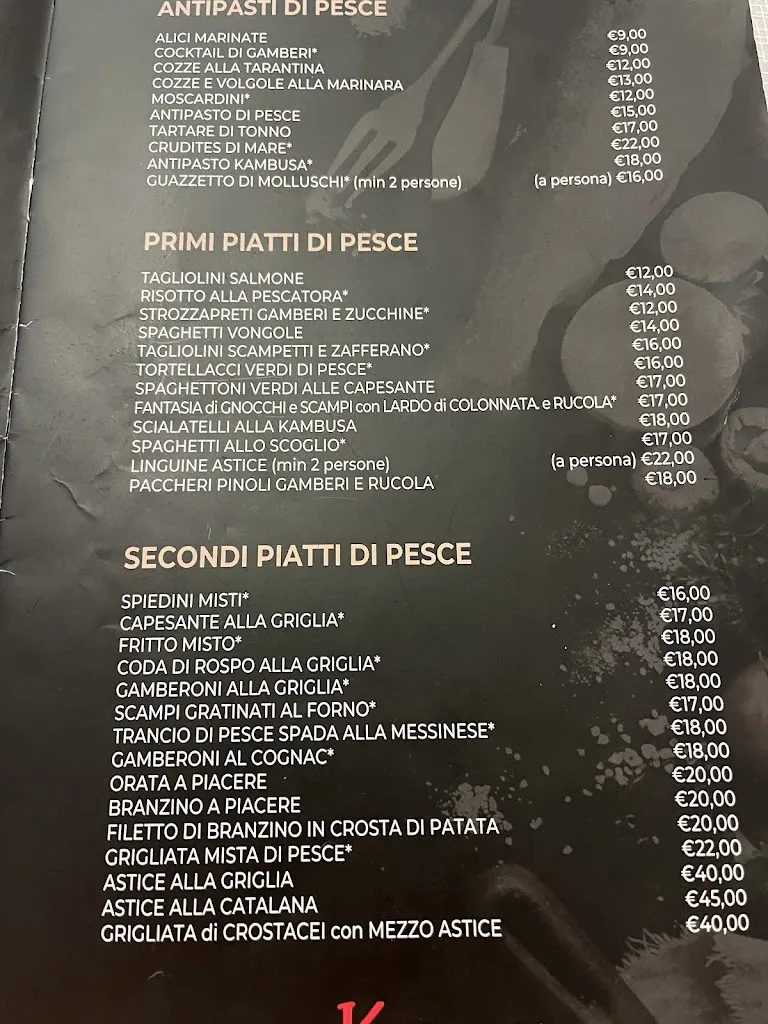 ANTIPASTI DI PESCE
ALICI MARINATE €9,00
COCKTAIL DI GAMBERI* €9,00
COZZE ALLA TARANTINA €12,00
COZZE E VOLGOLE ALLA MARINARA €13,00
MOSCARDINI* €12,00
ANTIPASTO DI PESCE €15,00
TARTARE DI TONNO €17,00
CRUDITES DI MARE* €22,00
ANTIPASTO KAMBUSA* €18,00
GUAZZETTO DI MOLLUSCHI* (min 2 persone) (a persona) €16,00
PRIMI PIATTI DI PESCE
TAGLIOLINI SALMONE €12,00
RISOTTO ALLA PESCATORA* €14,00
STROZZAPRETI GAMBERI E ZUCCHINE* €12,00
SPAGHETTI VONGOLE €14,00
TAGLIOLINI SCAMPETTI E ZAFFERANO* €16,00
TORTELLACCI VERDI DI PESCE* €16,00
SPAGHETTONI VERDI ALLE CAPESANTE €17,00
FANTASIA di GNOCCHI e SCAMPI con LARDO di COLONNATA. e RUCOLA* €17,00
SCIALATELLI ALLA KAMBUSA €18,00
SPAGHETTI ALLO SCOGLIO* €17,00
LINGUINE ASTICE (min 2 persone) (a persona) €22,00
PACCHERI PINOLI GAMBERI E RUCOLA €18,00
SECONDI PIATTI DI PESCE
SPIEDINI MISTI* €16,00
CAPESANTE ALLA GRIGLIA* €17,00
FRITTO MISTO* €18,00
CODA DI ROSPO ALLA GRIGLIA* €18,00
GAMBERONI ALLA GRIGLIA* €18,00
SCAMPI GRATINATI AL FORNO* €17,00
TRANCIO DI PESCE SPADA ALLA MESSINESE* €18,00
GAMBERONI AL COGNAC* €18,00
ORATA A PIACERE €20,00
BRANZINO A PIACERE €20,00
FILETTO DI BRANZINO IN CROSTA DI PATATA €20,00
GRIGLIATA MISTA DI PESCE* €22,00
ASTICE ALLA GRIGLIA €40,00
ASTICE ALLA CATALANA €45,00
GRIGLIATA di CROSTACEI con MEZZO ASTICE €40,00